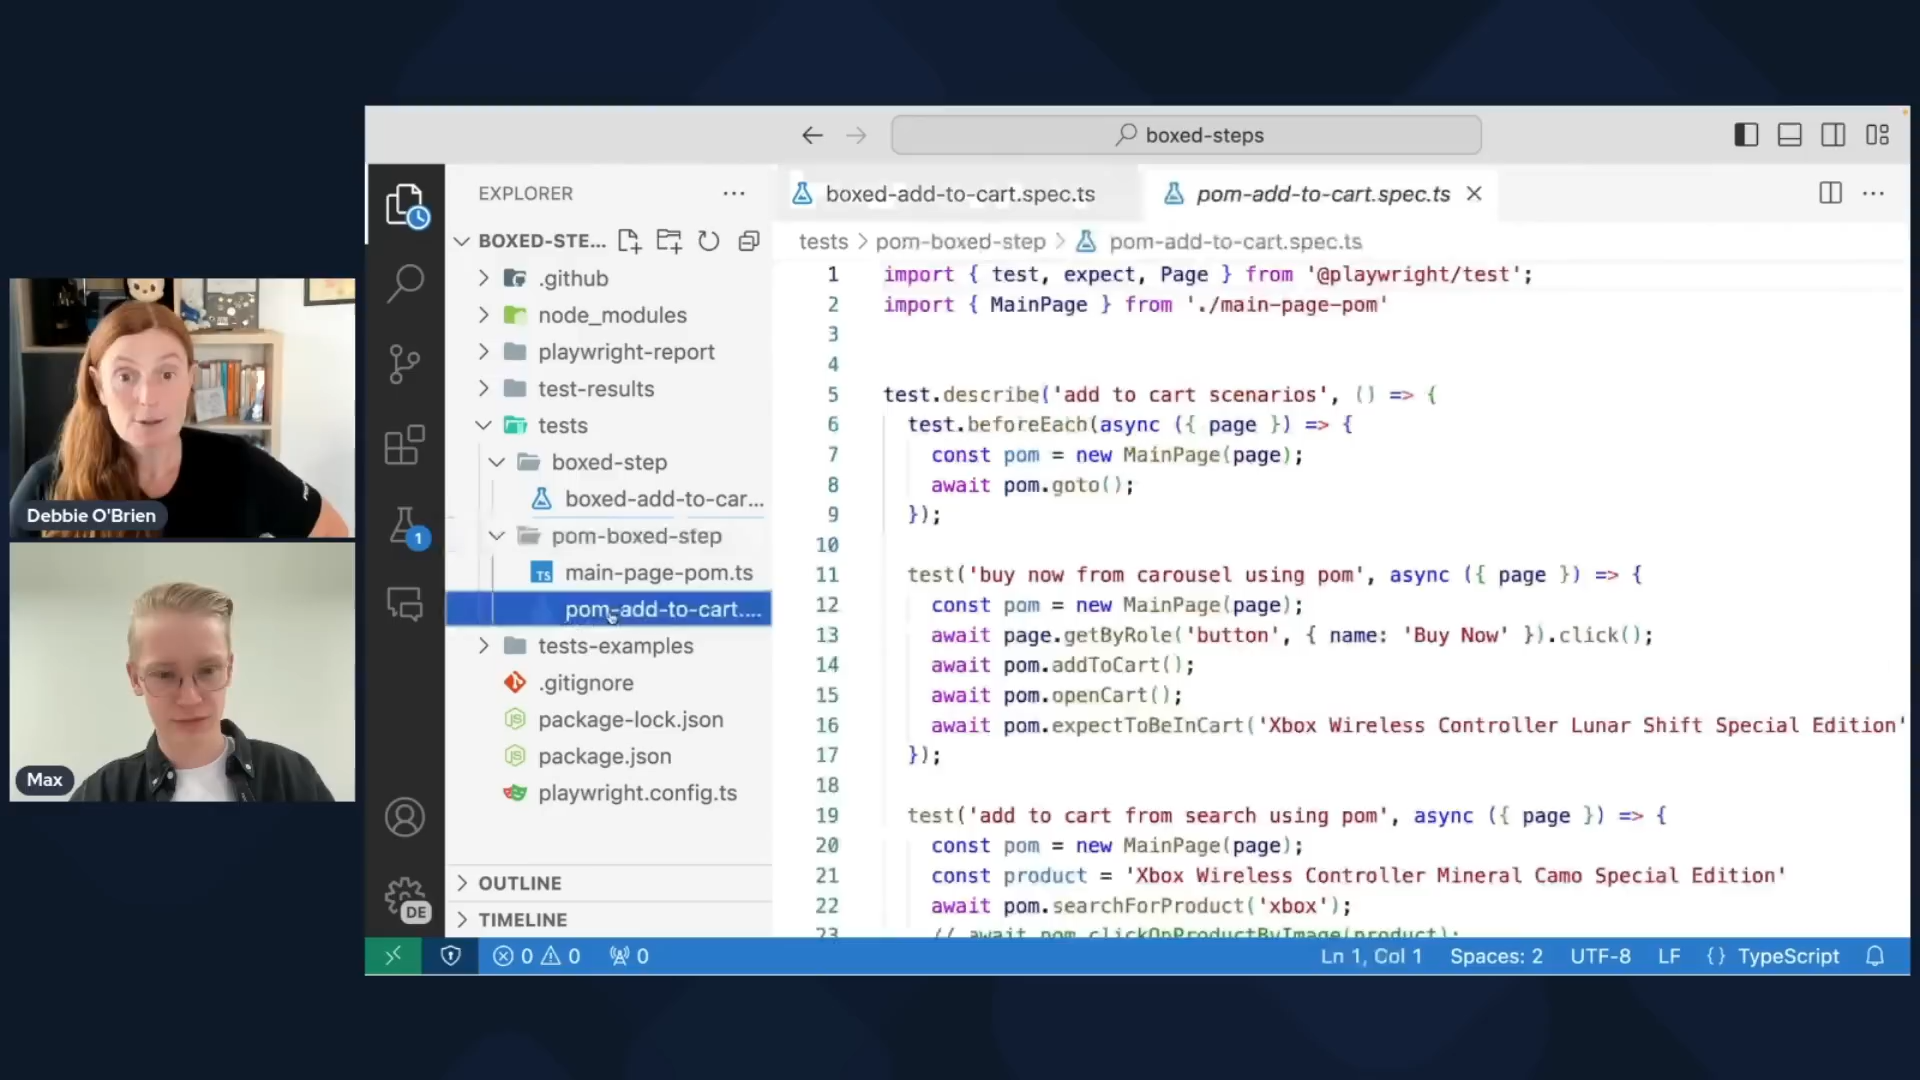 boxed-steps
EXPLORER
boxed-add-to-cart.spec.ts
pom-add-to-cart.spec.ts
BOXED-STE...
tests > pom-boxed-step > pom-add-to-cart.spec.ts
.github
node_modules
playwright-report
test-results
tests
boxed-step
boxed-add-to-car...
pom-boxed-step
TS main-page-pom.ts
pom-add-to-cart....
tests-examples
.gitignore
package-lock.json
package.json
playwright.config.ts
OUTLINE
TIMELINE
1
DE
1 import { test, expect, Page } from '@playwright/test';
2 import { MainPage } from './main-page-pom'
3
4
5 test.describe('add to cart scenarios', () => {
6 test.beforeEach(async ({ page }) => {
7 const pom = new MainPage(page);
8 await pom.goto();
9 });
10
11 test('buy now from carousel using pom', async ({ page }) => {
12 const pom = new MainPage(page);
13 await page.getByRole('button', { name: 'Buy Now' }).click();
14 await pom.addToCart();
15 await pom.openCart();
16 await pom.expectToBeInCart('Xbox Wireless Controller Lunar Shift Special Edition'
17 });
18
19 test('add to cart from search using pom', async ({ page }) => {
20 const pom = new MainPage(page);
21 const product = 'Xbox Wireless Controller Mineral Camo Special Edition'
22 await pom.searchForProduct('xbox');
23 // await pom.clickOnProductByImage(product);
0 0 0
Ln 1, Col 1 Spaces: 2 UTF-8 LF {} TypeScript
Debbie O'Brien
Max